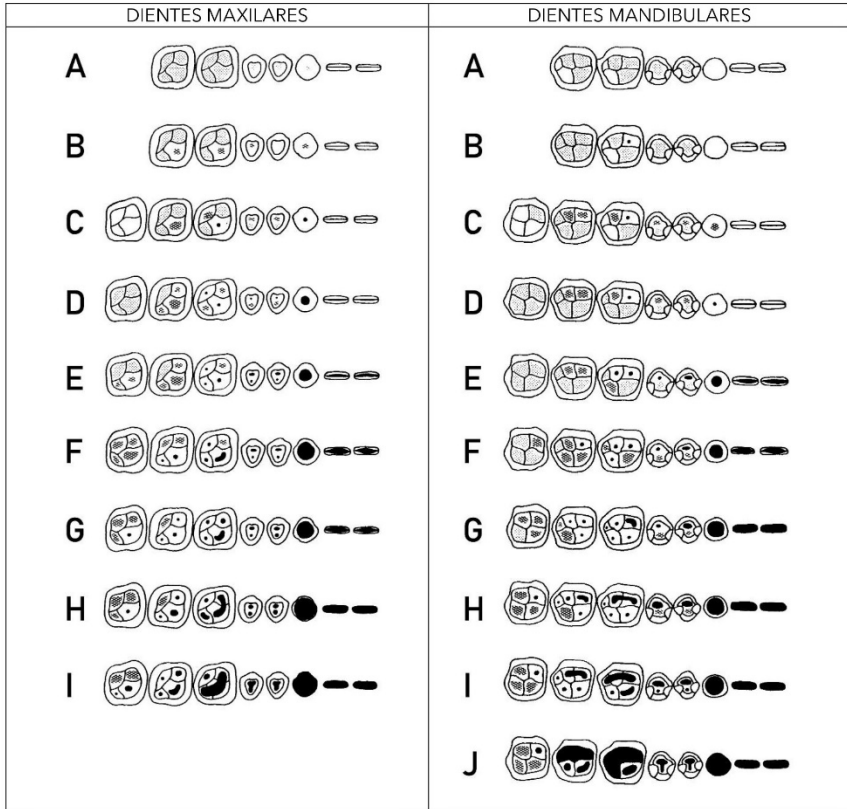 DIENTES MAXILARES
A
B
C
D
E
F
G
H
I
DIENTES MANDIBULARES
A
B
C
D
E
F
G
H
I
J